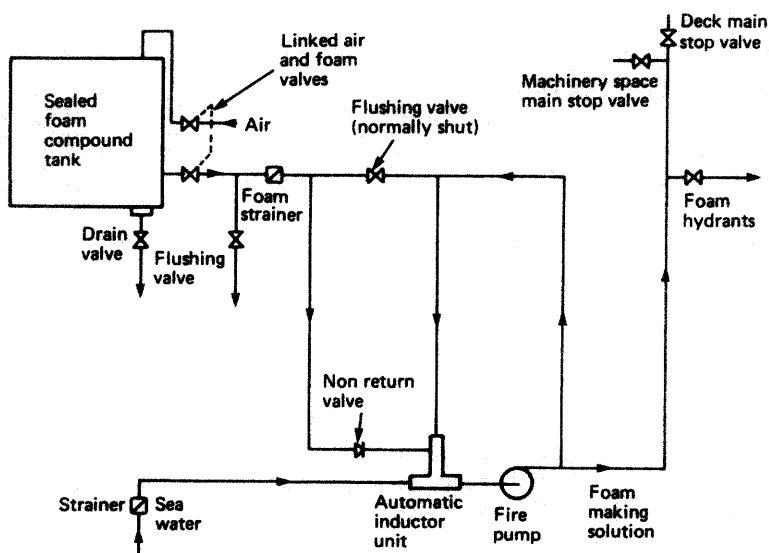 Deck main
stop valve
Linked air
and foam
valves
Machinery space
main stop valve
Sealed
foam
compound
tank
Flushing valve
(normally shut)
Air
Foam
strainer
Foam
hydrants
Drain
valve
Flushing
valve
Non return
valve
Strainer
Sea
water
Automatic
inductor
unit
Fire
pump
Foam
making
solution